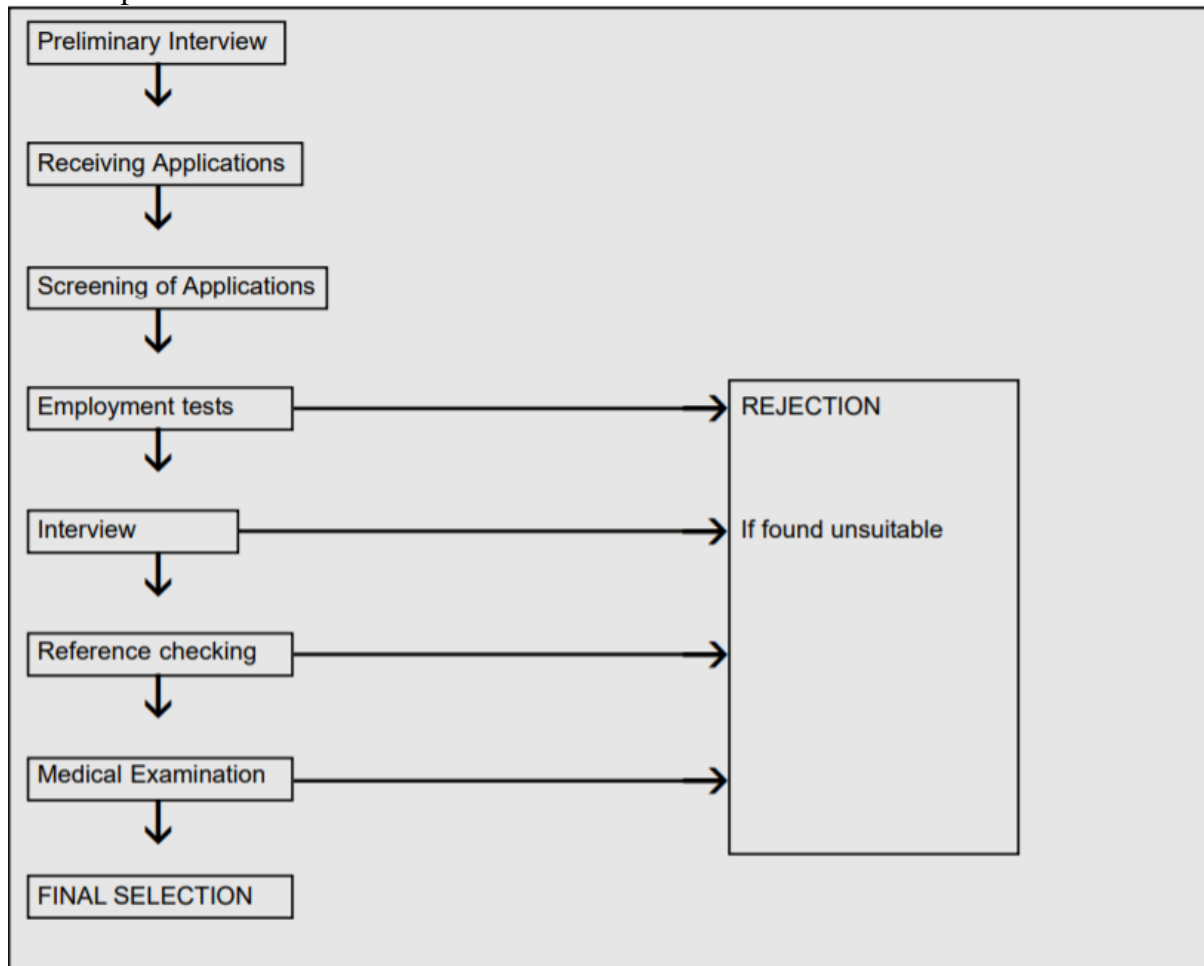 Preliminary Interview
Receiving Applications
Screening of Applications
Employment tests
REJECTION
Interview
If found unsuitable
Reference checking
Medical Examination
FINAL SELECTION